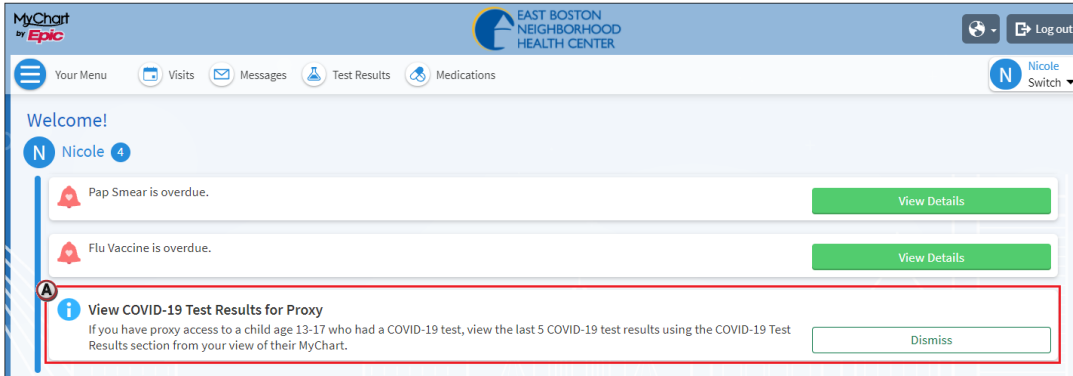 MyChart
by Epic
EAST BOSTON
NEIGHBORHOOD
HEALTH CENTER
Log out
Your Menu
Visits
Messages
Test Results
Medications
N
Nicole
Switch
Welcome!
N
Nicole
4
Pap Smear is overdue.
View Details
Flu Vaccine is overdue.
View Details
A
i
View COVID-19 Test Results for Proxy
If you have proxy access to a child age 13-17 who had a COVID-19 test, view the last 5 COVID-19 test results using the COVID-19 Test
Results section from your view of their MyChart.
Dismiss